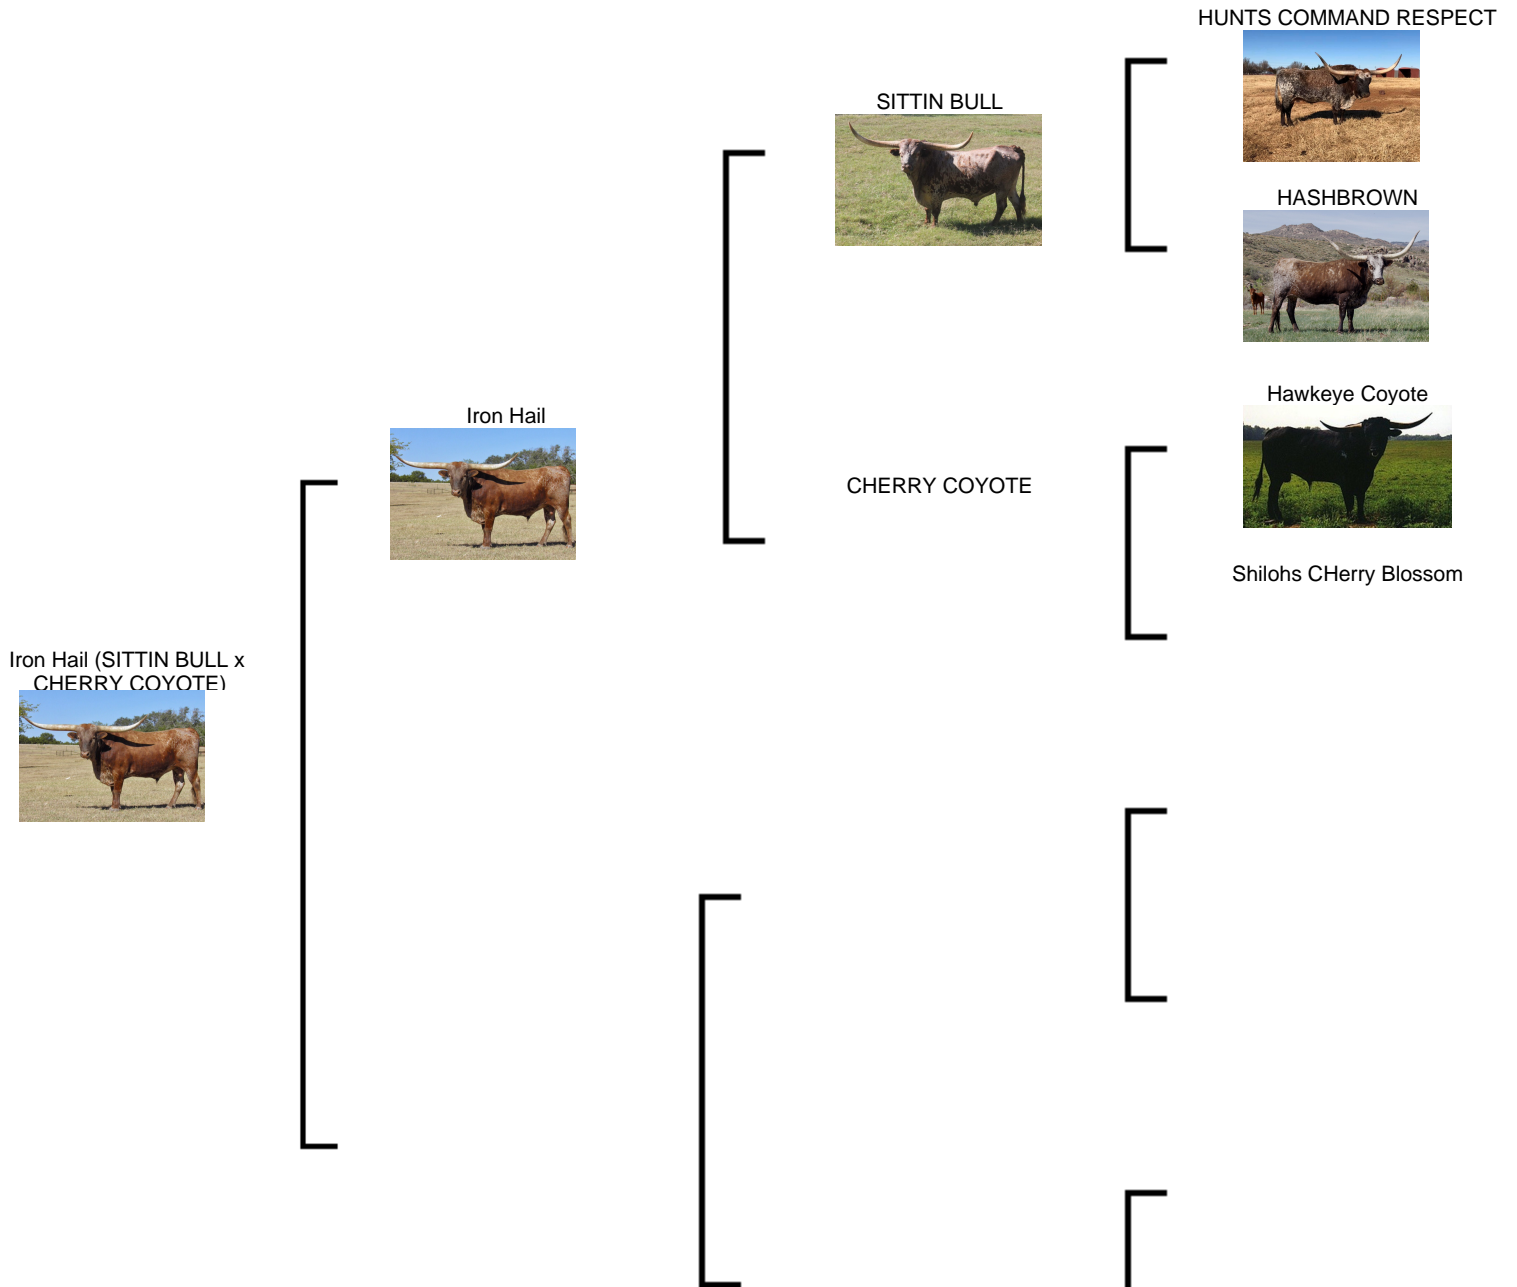 HUNTS COMMAND RESPECT
SITTIN BULL
HASHBROWN
Hawkeye Coyote
Iron Hail
CHERRY COYOTE
Shilohs CHerry Blossom
Iron Hail (SITTIN BULL x
CHERRY COYOTE)